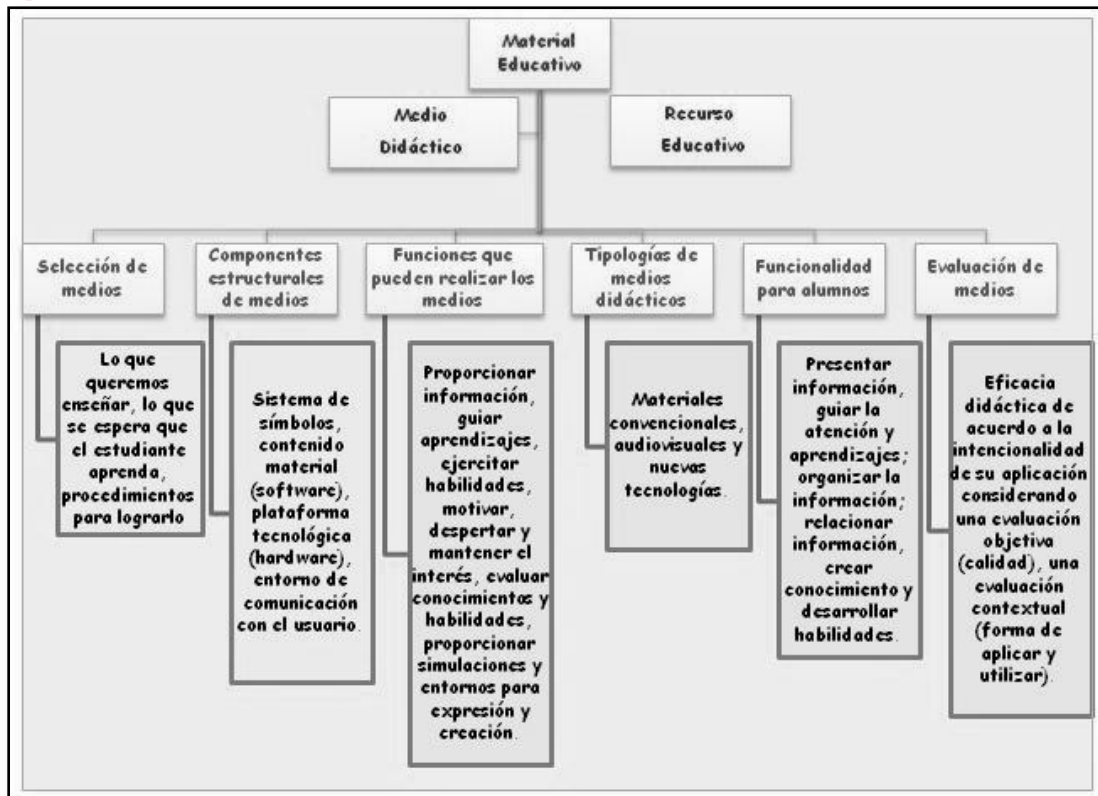 Material
Educativo
Medio
Didáctico
Recurso
Educativo
Selección de
medios
Componentes
estructurales
de medios
Funciones que
pueden realizar los
medios
Tipologías de
medios
didácticos
Funcionalidad
para alumnos
Evaluación de
medios
Lo que
queremos
enseñar, lo que
se espera que
el estudiante
aprenda,
procedimientos
para lograrlo
Sistema de
símbolos,
contenido
material
(software),
plataforma
tecnológica
(hardware),
entorno de
comunicación
con el usuario.
Proporcionar
información,
guiar
aprendizajes,
ejercitar
habilidades,
motivar,
despertar y
mantener el
interés, evaluar
conocimientos y
habilidades,
proporcionar
simulaciones y
entornos para
expresión y
creación.
Materiales
convencionales,
audiovisuales y
nuevas
tecnologías.
Presentar
información,
guiar la
atención y
aprendizajes;
organizar la
información;
relacionar
información,
crear
conocimiento y
desarrollar
habilidades.
Eficacia
didáctica de
acuerdo a la
intencionalidad
de su aplicación
considerando
una evaluación
objetiva
(calidad), una
evaluación
contextual
(forma de
aplicar y
utilizar).